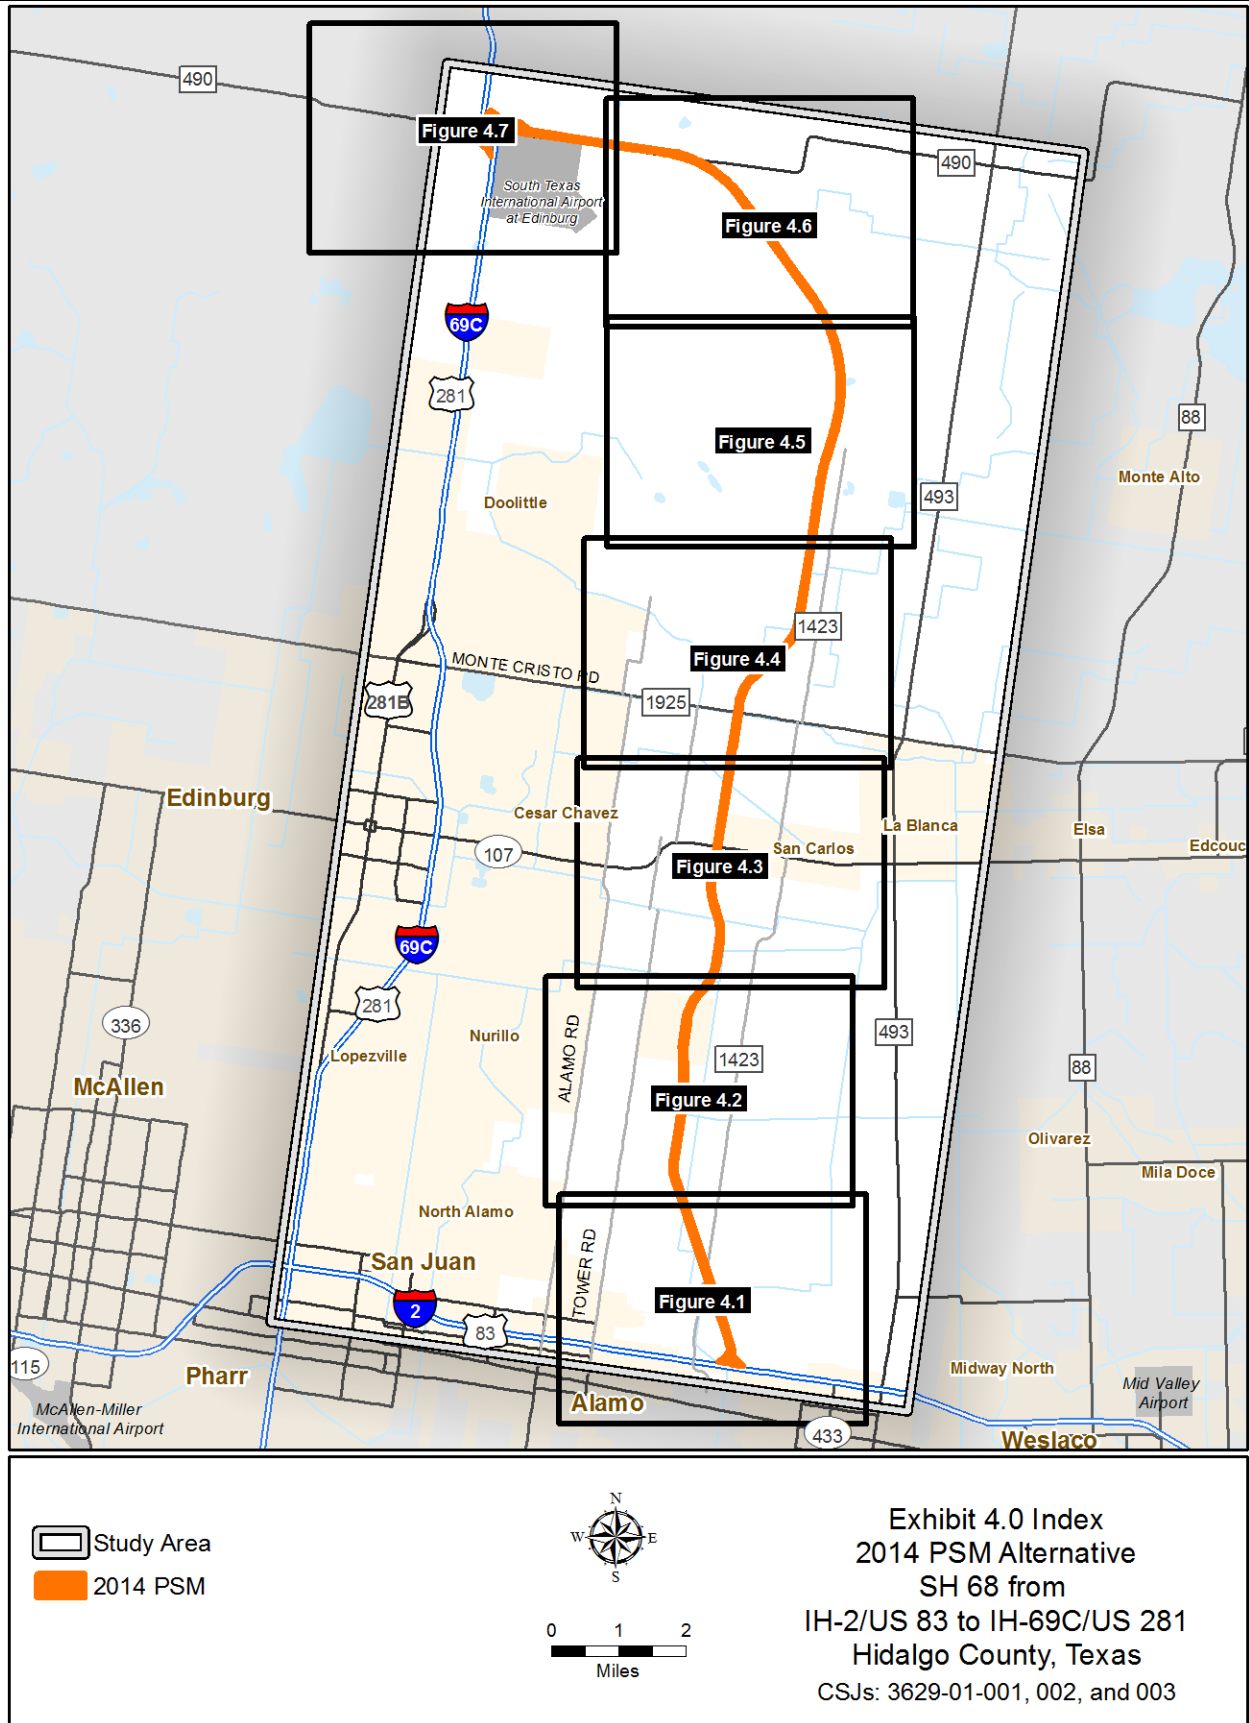 490
Figure 4.7
South Texas
International Airport
at Edinburg
490
Figure 4.6
69C
281
88
Figure 4.5
Monte Alto
493
Doolittle
1423
MONTE CRISTO RD
Figure 4.4
281B
1925
Edinburg
Cesar Chavez
La Blanca
Elsa
107
San Carlos
Edcouc
Figure 4.3
69C
281
336
Nurillo
493
Lopezville
ALAMO RD
1423
88
McAllen
Figure 4.2
Olivarez
Mila Doce
North Alamo
San Juan
TOWER RD
2
Figure 4.1
83
115
Pharr
Midway North
Mid Valley
Airport
McAllen-Miller
International Airport
Alamo
433
Weslaco
Study Area
2014 PSM
N
W
E
S
0 1 2
Miles
Exhibit 4.0 Index
2014 PSM Alternative
SH 68 from
IH-2/US 83 to IH-69C/US 281
Hidalgo County, Texas
CSJs: 3629-01-001, 002, and 003